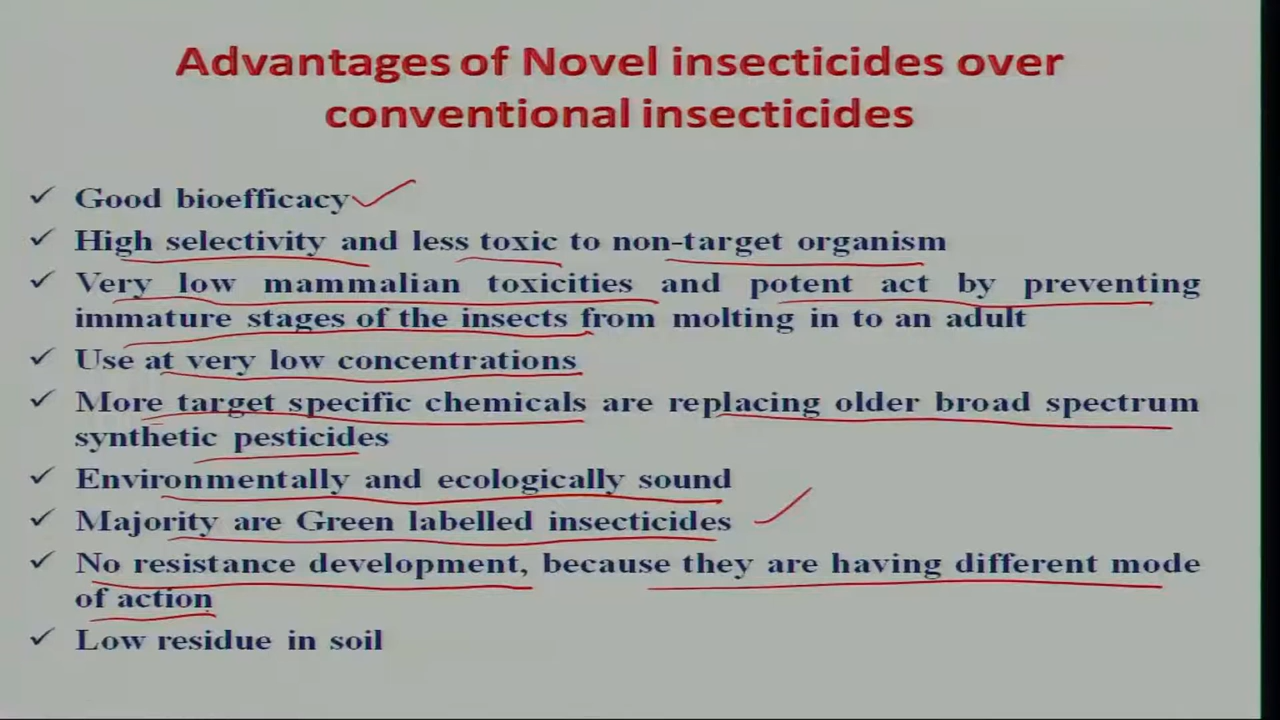 Advantages of Novel insecticides over
conventional insecticides
✓ Good bioefficacy
✓ High selectivity and less toxic to non-target organism
✓ Very low mammalian toxicities and potent act by preventing
immature stages of the insects from molting in to an adult
✓ Use at very low concentrations
✓ More target specific chemicals are replacing older broad spectrum
synthetic pesticides
✓ Environmentally and ecologically sound
✓ Majority are Green labelled insecticides
✓ No resistance development, because they are having different mode
of action
✓ Low residue in soil